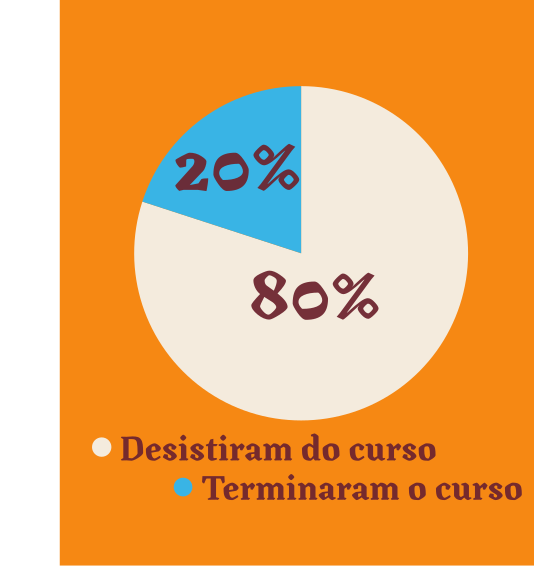 20%
80%
Desistiram do curso
Terminaram o curso